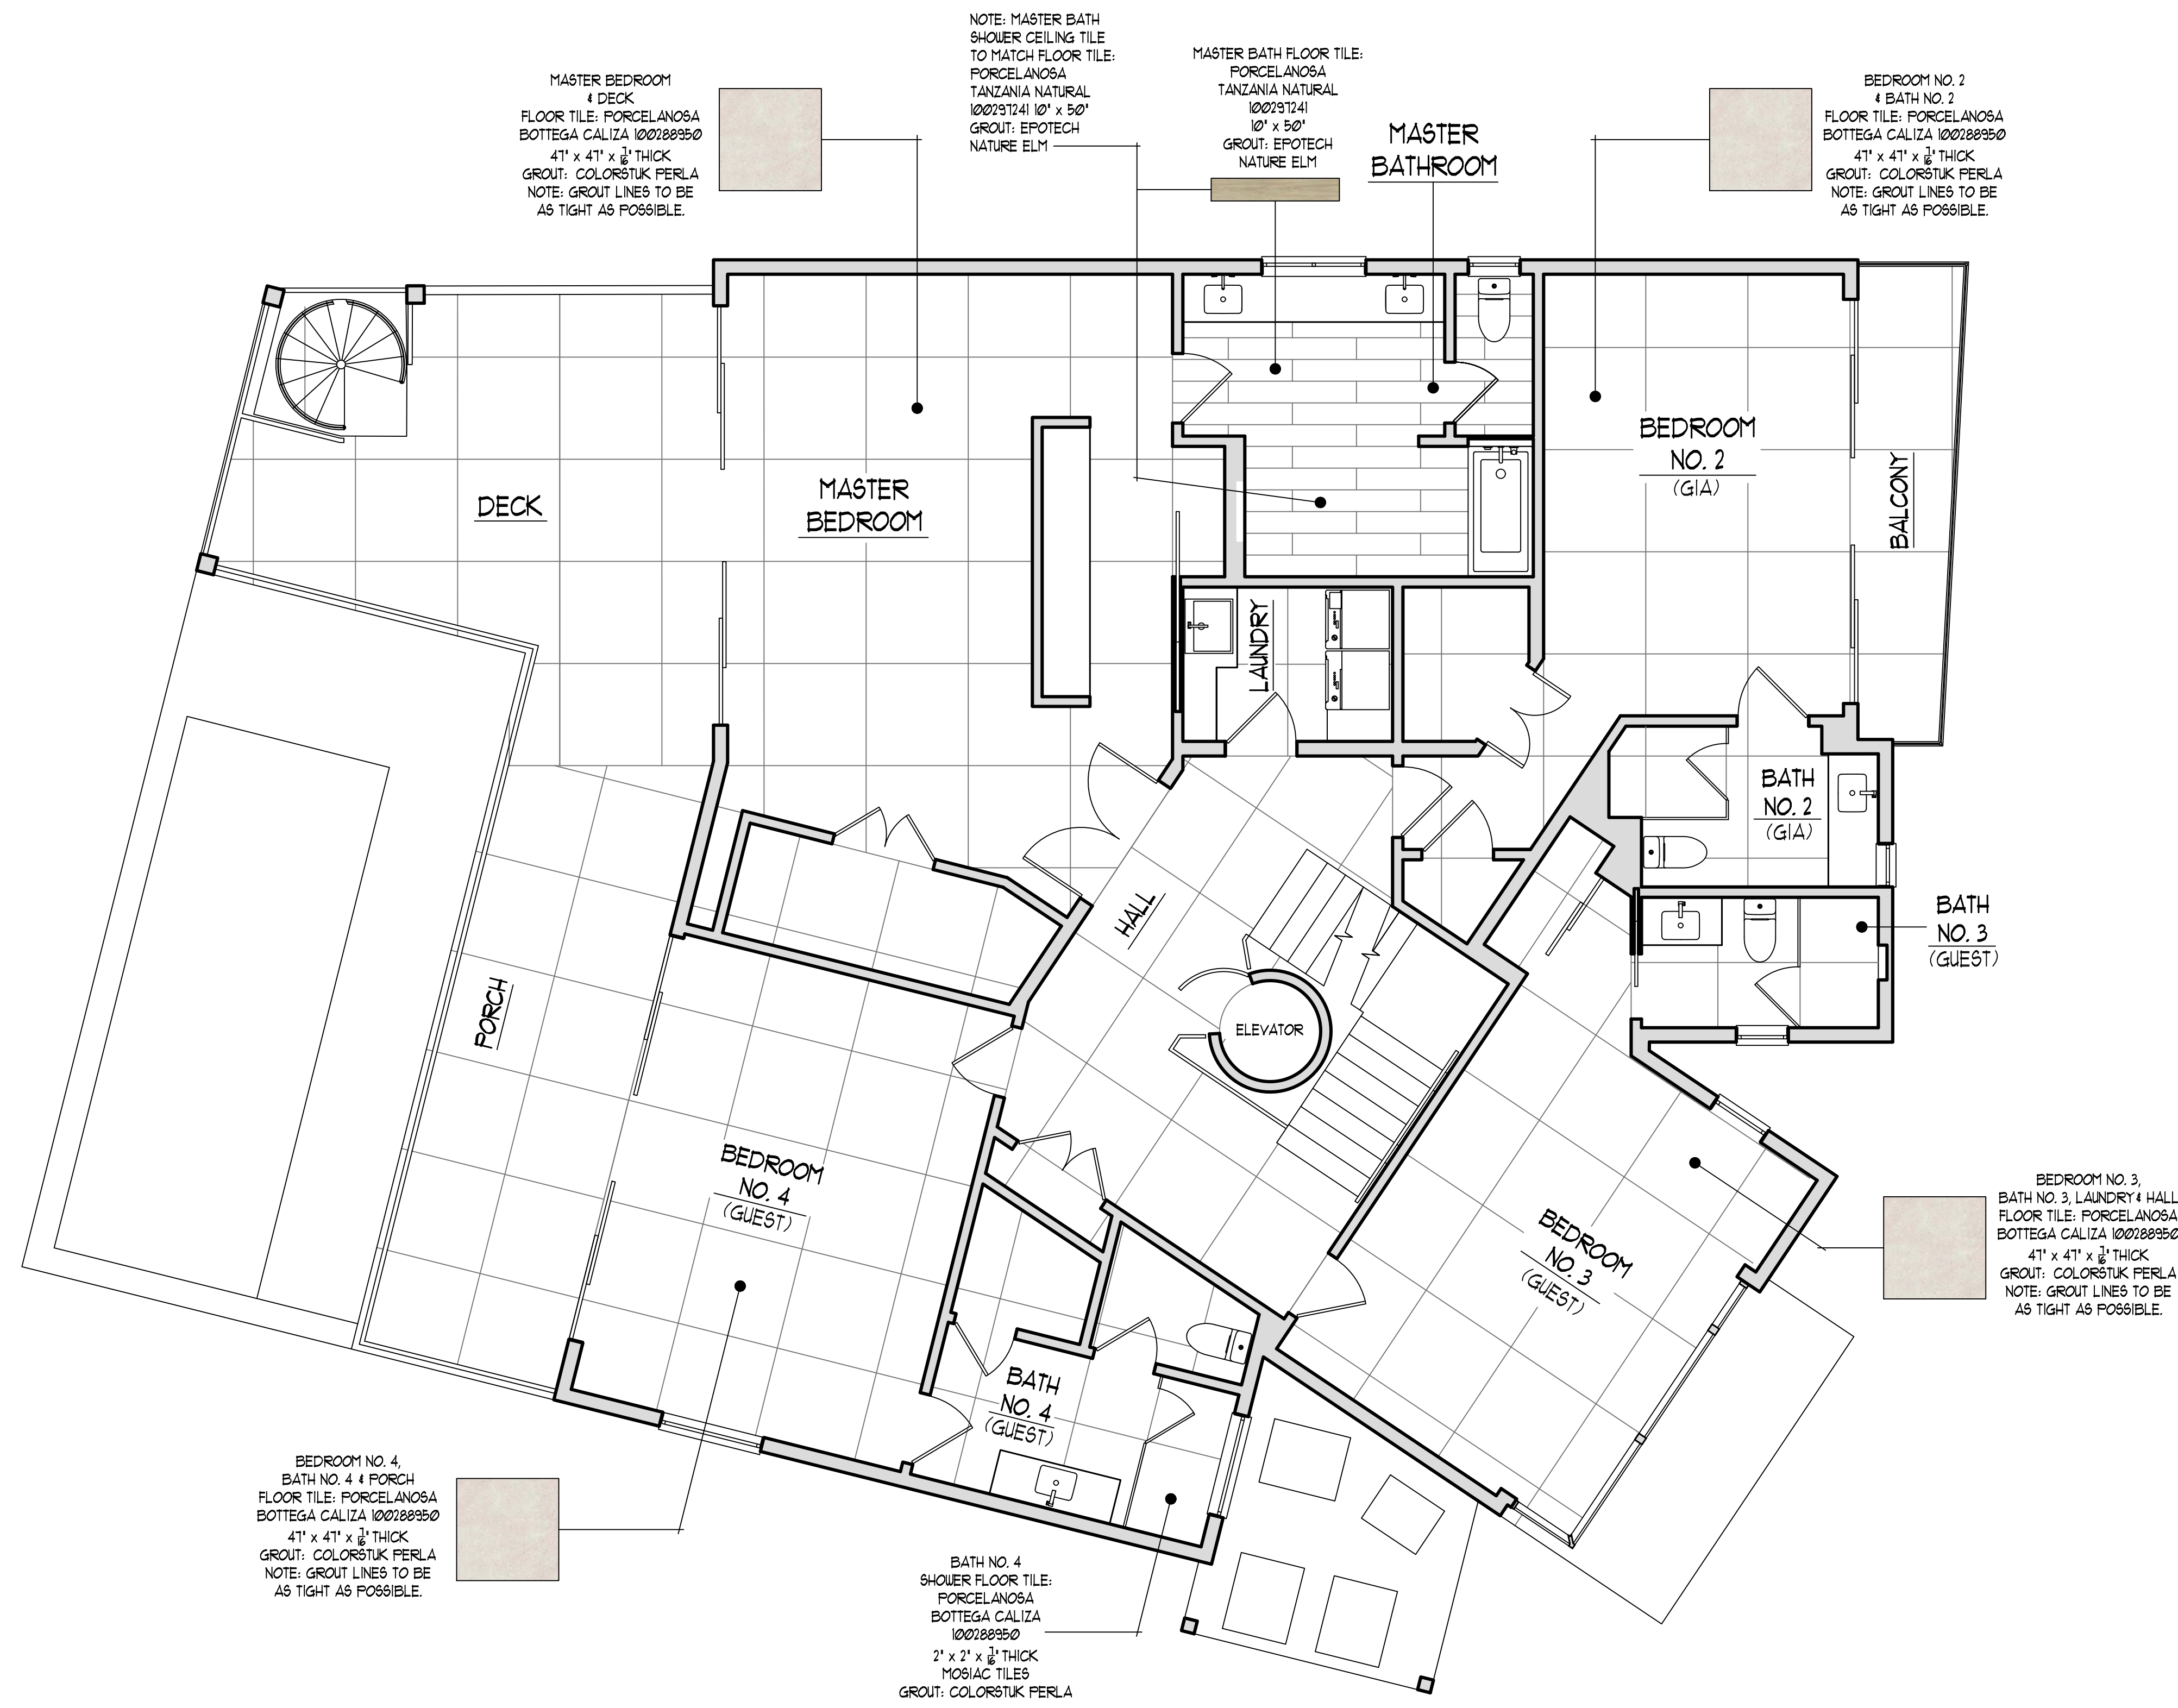 NOTE: MASTER BATH
SHOWER CEILING TILE
TO MATCH FLOOR TILE:
PORCELANOSA
TANZANIA NATURAL
100297241 10" x 50"
GROUT: EPOTECH
NATURE ELM
MASTER BATH FLOOR TILE:
PORCELANOSA
TANZANIA NATURAL
100297241
10" x 50"
GROUT: EPOTECH
NATURE ELM
MASTER BEDROOM
& DECK
FLOOR TILE: PORCELANOSA
BOTTEGA CALIZA 100288950
47" x 47" x 7/16" THICK
GROUT: COLORSTUK PERLA
NOTE: GROUT LINES TO BE
AS TIGHT AS POSSIBLE.
MASTER
BATHROOM
BEDROOM NO. 2
& BATH NO. 2
FLOOR TILE: PORCELANOSA
BOTTEGA CALIZA 100288950
47" x 47" x 7/16" THICK
GROUT: COLORSTUK PERLA
NOTE: GROUT LINES TO BE
AS TIGHT AS POSSIBLE.
DECK
MASTER
BEDROOM
BEDROOM
NO. 2
(GIA)
BALCONY
LAUNDRY
BATH
NO. 2
(GIA)
HALL
BATH
NO. 3
(GUEST)
PORCH
ELEVATOR
BEDROOM
NO. 4
(GUEST)
BEDROOM
NO. 3
(GUEST)
BEDROOM NO. 3,
BATH NO. 3, LAUNDRY & HALL
FLOOR TILE: PORCELANOSA
BOTTEGA CALIZA 100288950
47" x 47" x 7/16" THICK
GROUT: COLORSTUK PERLA
NOTE: GROUT LINES TO BE
AS TIGHT AS POSSIBLE.
BATH
NO. 4
(GUEST)
BEDROOM NO. 4,
BATH NO. 4 & PORCH
FLOOR TILE: PORCELANOSA
BOTTEGA CALIZA 100288950
47" x 47" x 7/16" THICK
GROUT: COLORSTUK PERLA
NOTE: GROUT LINES TO BE
AS TIGHT AS POSSIBLE.
BATH NO. 4
SHOWER FLOOR TILE:
PORCELANOSA
BOTTEGA CALIZA
100288950
2" x 2" x 7/16" THICK
MOSIAC TILES
GROUT: COLORSTUK PERLA